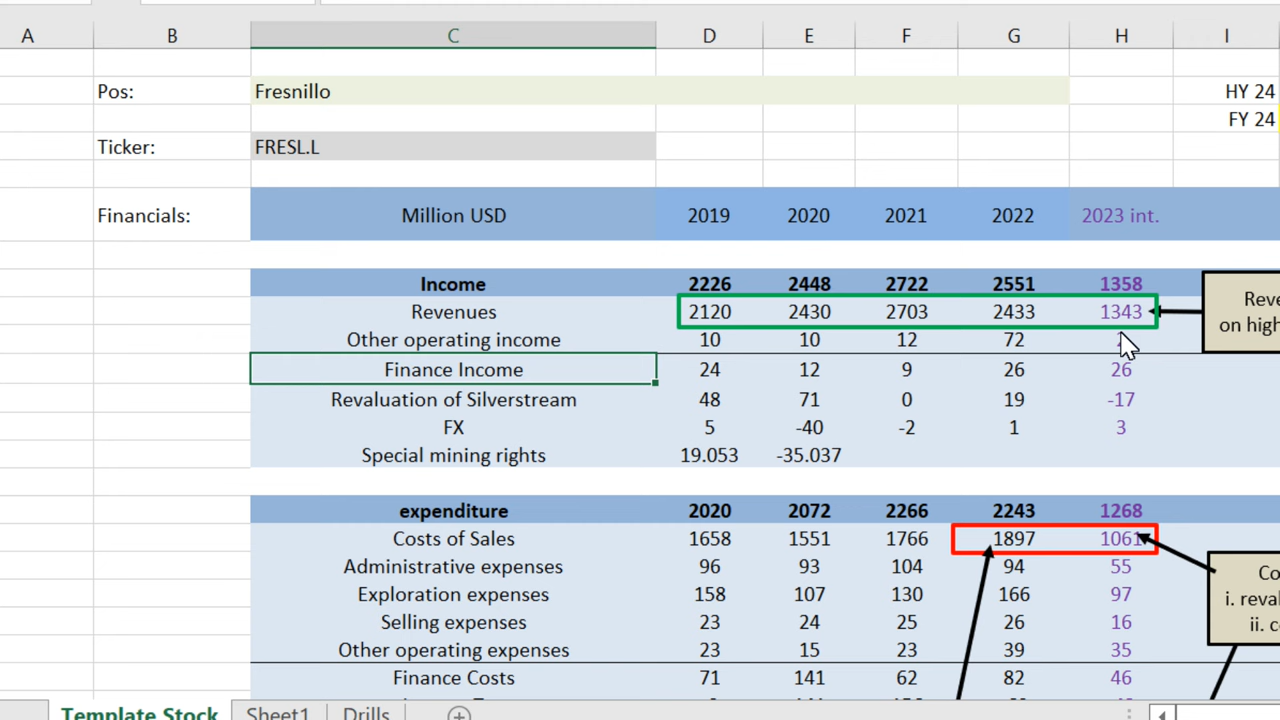 A B C D E F G H I
Pos: Fresnillo HY 24
FY 24
Ticker: FRESL.L
Financials: Million USD 2019 2020 2021 2022 2023 int.
Income 2226 2448 2722 2551 1358
Revenues 2120 2430 2703 2433 1343
Other operating income 10 10 12 72
Finance Income 24 12 9 26 26
Revaluation of Silverstream 48 71 0 19 -17
FX 5 -40 -2 1 3
Special mining rights 19.053 -35.037
on high
expenditure 2020 2072 2266 2243 1268
Costs of Sales 1658 1551 1766 1897 1061
Administrative expenses 96 93 104 94 55
Exploration expenses 158 107 130 166 97
Selling expenses 23 24 25 26 16
Other operating expenses 23 15 23 39 35
Finance Costs 71 141 62 82 46
Co
i. reval
ii. c
Template Stock Sheet1 Drills